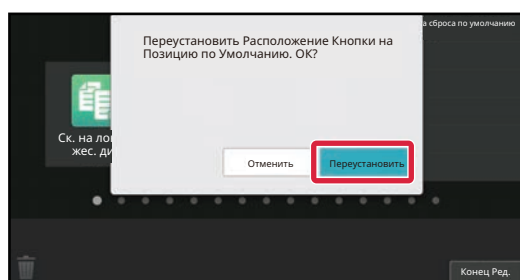 а сброса по умолчанию
Переустановить Расположение Кнопки на
Позицию по Умолчанию. ОК?
Ск. на ло
жес. ди
Отменить
Переустановить
Конец Ред.